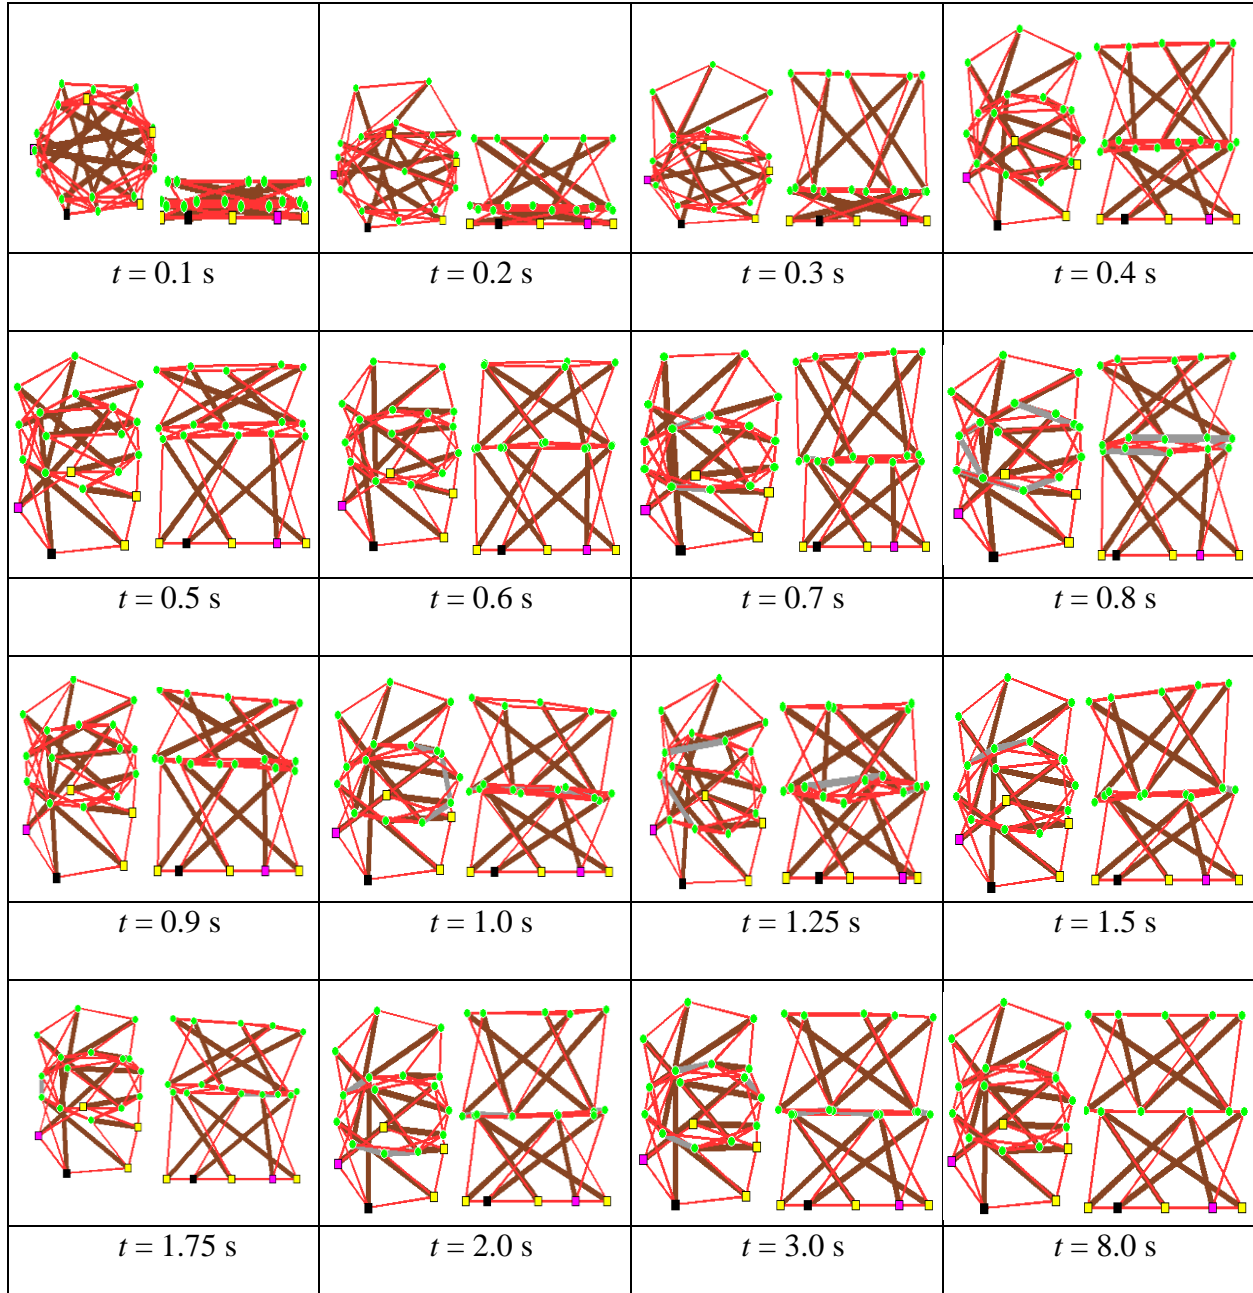 t = 0.1 s
t = 0.2 s
t = 0.3 s
t = 0.4 s
t = 0.5 s
t = 0.6 s
t = 0.7 s
t = 0.8 s
t = 0.9 s
t = 1.0 s
t = 1.25 s
t = 1.5 s
t = 1.75 s
t = 2.0 s
t = 3.0 s
t = 8.0 s